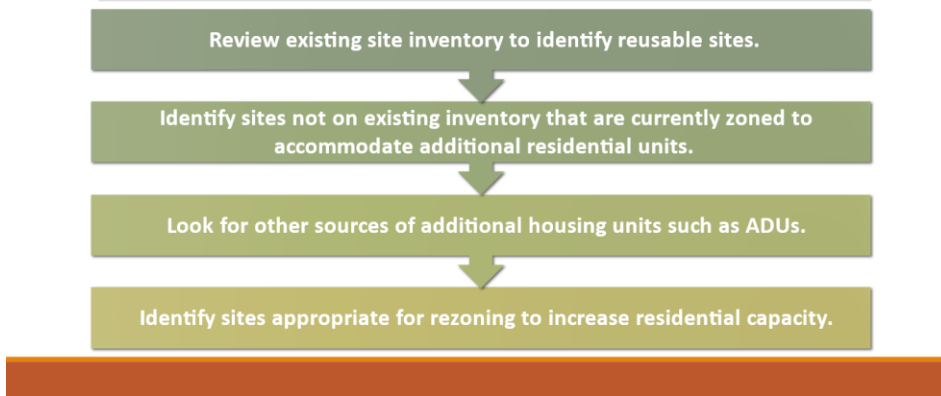 Review existing site inventory to identify reusable sites.
Identify sites not on existing inventory that are currently zoned to
accommodate additional residential units.
Look for other sources of additional housing units such as ADUs.
Identify sites appropriate for rezoning to increase residential capacity.